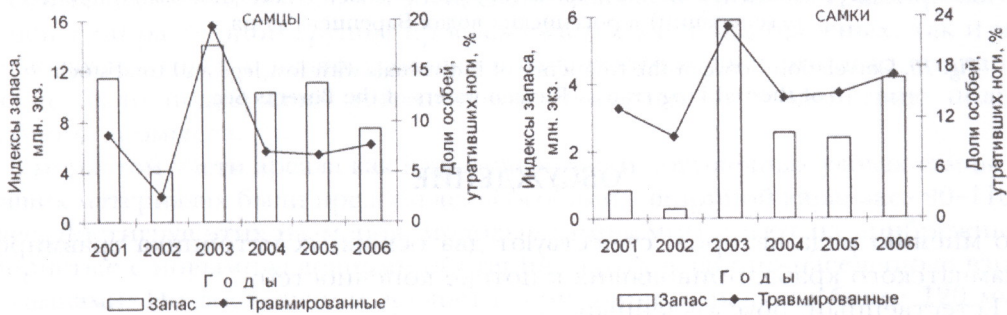 САМЦЫ
Индексы запаса,
млн. экз.
16
12
8
4
0
20
15
10
5
0
Доли особей,
утративших ноги, %
2001 2002 2003 2004 2005 2006
Годы
Запас Травмированные
САМКИ
Индексы запаса,
млн. экз.
6
4
2
0
24
18
12
6
0
Доли особей,
утративших ноги, %
2001 2002 2003 2004 2005 2006
Годы
Запас Травмированные